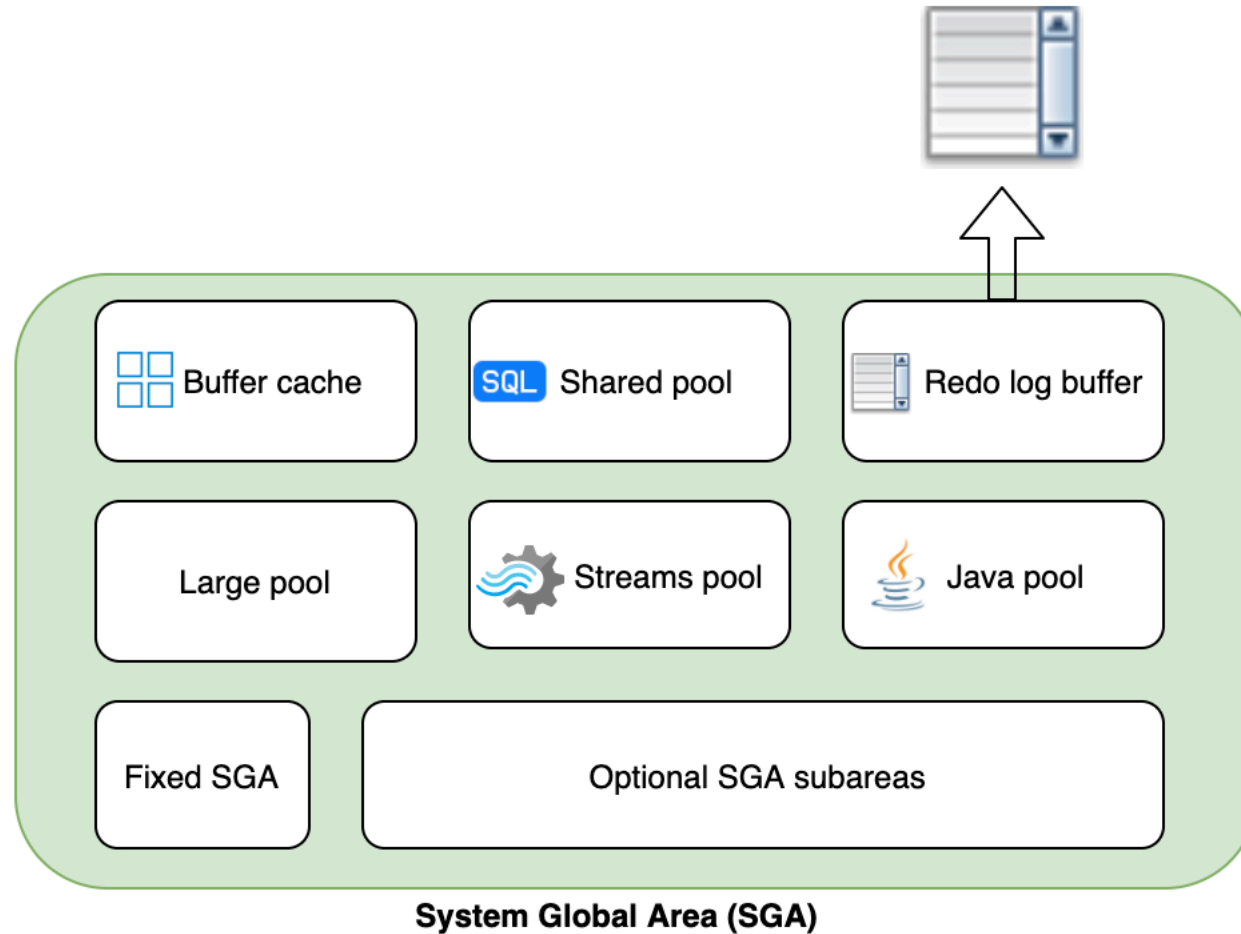 Buffer cache
SQL
Shared pool
Redo log buffer
Large pool
Streams pool
Java pool
Fixed SGA
Optional SGA subareas
System Global Area (SGA)